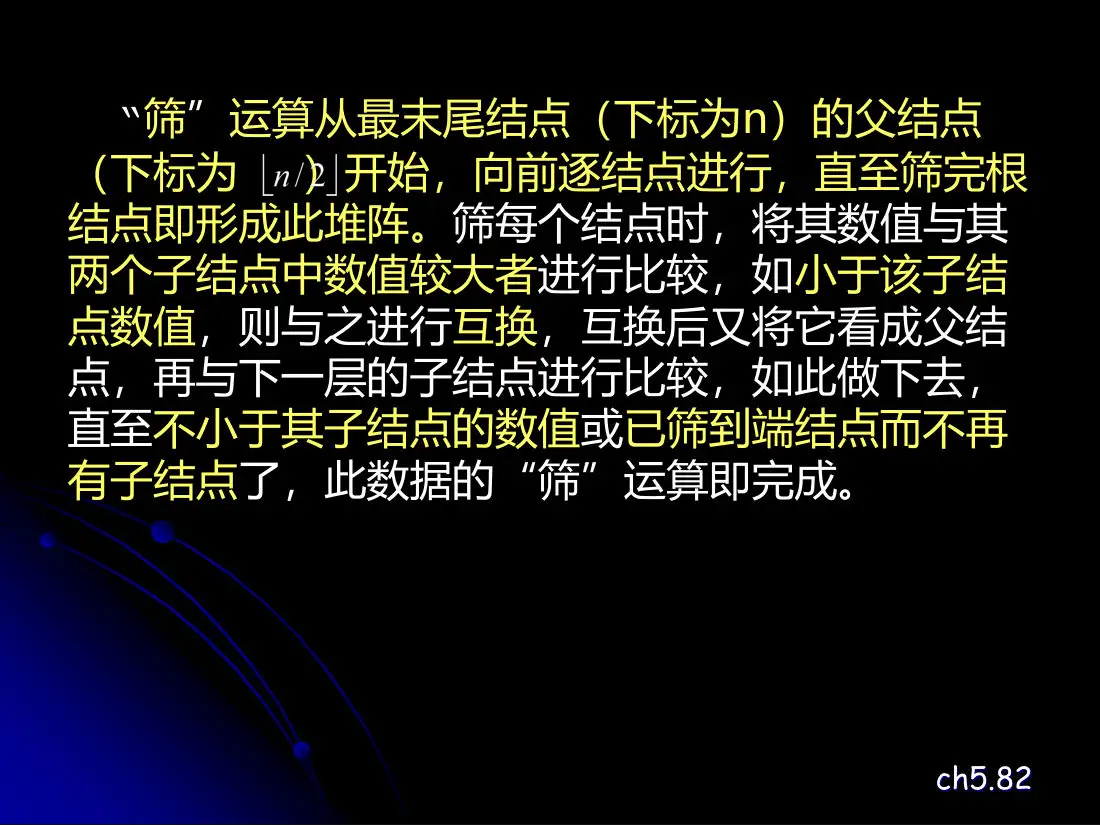 “筛”运算从最末尾结点（下标为n）的父结点
（下标为 ⌊n/2⌋）开始，向前逐结点进行，直至筛完根
结点即形成此堆阵。筛每个结点时，将其数值与其
两个子结点中数值较大者进行比较，如小于该子结
点数值，则与之进行互换，互换后又将它看成父结
点，再与下一层的子结点进行比较，如此做下去，
直至不小于其子结点的数值或已筛到端结点而不再
有子结点了，此数据的“筛”运算即完成。
ch5.82